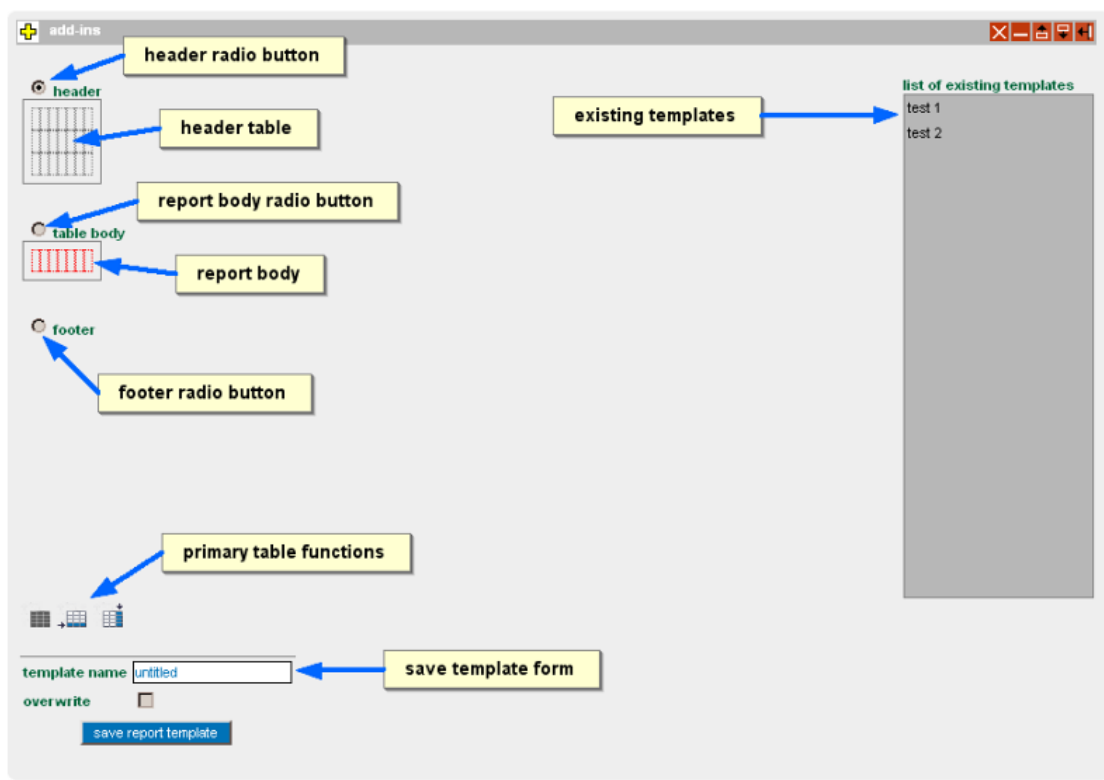 add-ins
header radio button
header
list of existing templates
header table
existing templates
test 1
test 2
report body radio button
table body
report body
footer
footer radio button
primary table functions
template name untitled
save template form
overwrite
save report template